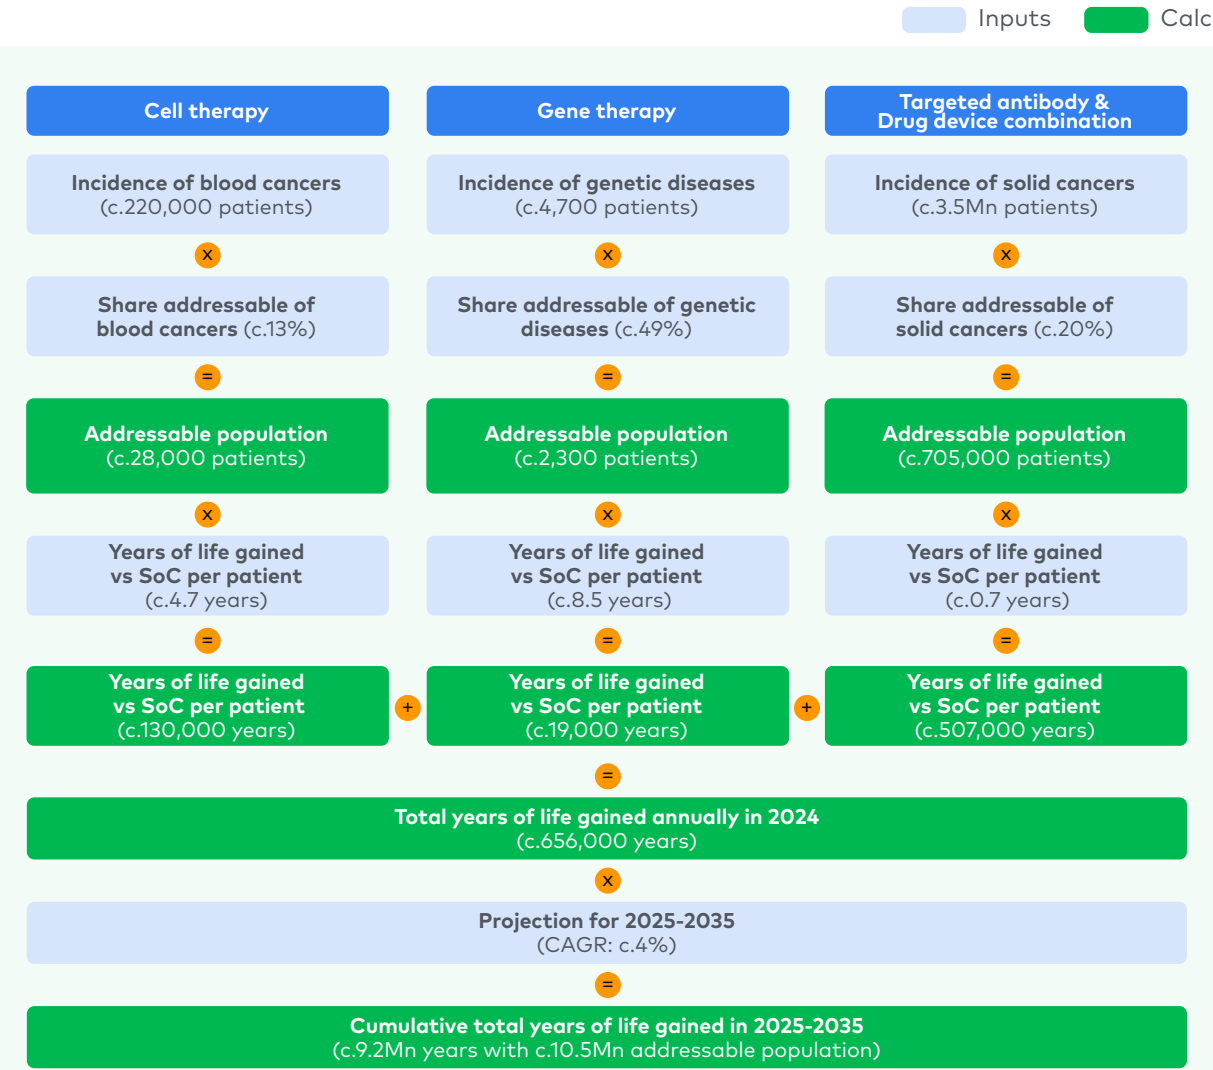 Inputs
Calc
Cell therapy
Gene therapy
Targeted antibody &
Drug device combination
Incidence of blood cancers
(c.220,000 patients)
Incidence of genetic diseases
(c.4,700 patients)
Incidence of solid cancers
(c.3.5Mn patients)
x
x
x
Share addressable of
blood cancers (c.13%)
Share addressable of genetic
diseases (c.49%)
Share addressable of
solid cancers (c.20%)
=
=
=
Addressable population
(c.28,000 patients)
Addressable population
(c.2,300 patients)
Addressable population
(c.705,000 patients)
x
x
x
Years of life gained
vs SoC per patient
(c.4.7 years)
Years of life gained
vs SoC per patient
(c.8.5 years)
Years of life gained
vs SoC per patient
(c.0.7 years)
=
=
=
Years of life gained
vs SoC per patient
(c.130,000 years)
+
Years of life gained
vs SoC per patient
(c.19,000 years)
+
Years of life gained
vs SoC per patient
(c.507,000 years)
=
Total years of life gained annually in 2024
(c.656,000 years)
x
Projection for 2025-2035
(CAGR: c.4%)
=
Cumulative total years of life gained in 2025-2035
(c.9.2Mn years with c.10.5Mn addressable population)